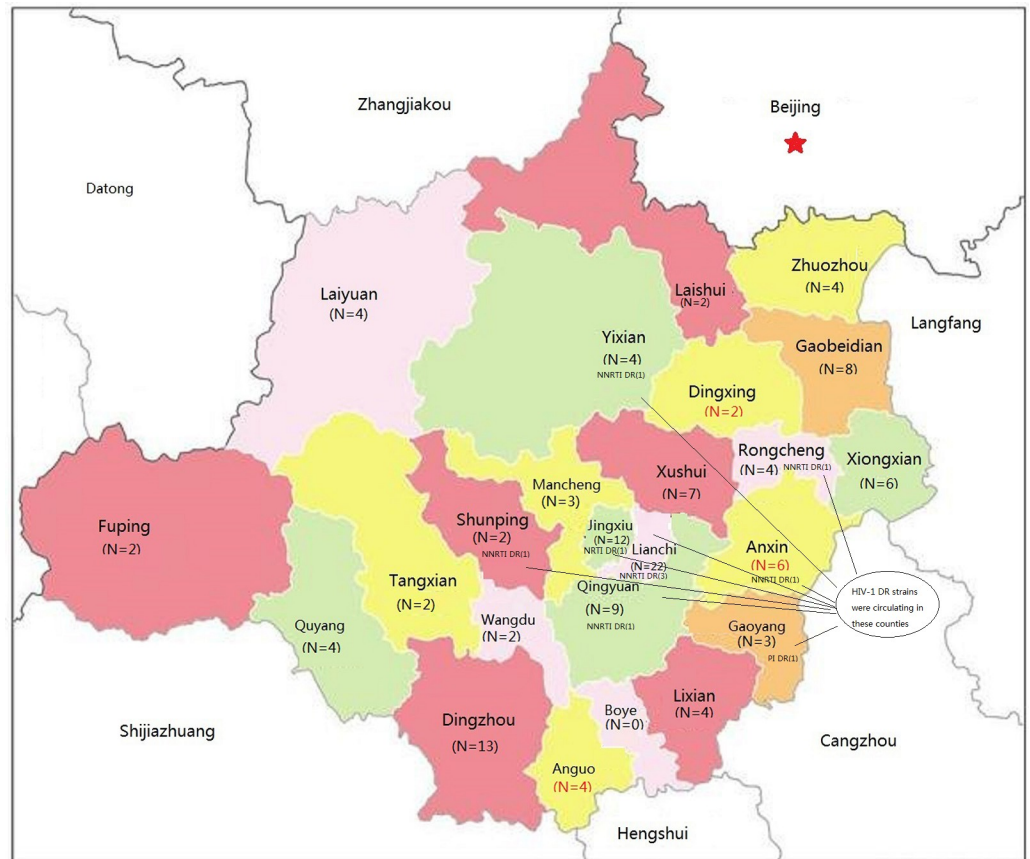 Zhangjiakou
Beijing
Datong
Zhuozhou
(N=4)
Laiyuan
(N=4)
Laishui
(N=2)
Langfang
Yixian
(N=4)
NNRTI DR(1)
Gaobeidian
(N=8)
Dingxing
(N=2)
Rongcheng
(N=4) NNRTI DR(1)
Xiongxian
(N=6)
Xushui
(N=7)
Mancheng
(N=3)
Fuping
(N=2)
Shunping
(N=2)
NNRTI DR(1)
Jingxiu
(N=12)
NRTI DR(1)
Lianchi
(N=22)
NNRTI DR(3)
Anxin
(N=6)
NNRTI DR(1)
Tangxian
(N=2)
Qingyuan
(N=9)
NNRTI DR(1)
HIV-1 DR strains
were circulating in
these counties
Quyang
(N=4)
Wangdu
(N=2)
Gaoyang
(N=3)
PI DR(1)
Lixian
(N=4)
Boye
(N=0)
Shijiazhuang
Dingzhou
(N=13)
Cangzhou
Anguo
(N=4)
Hengshui